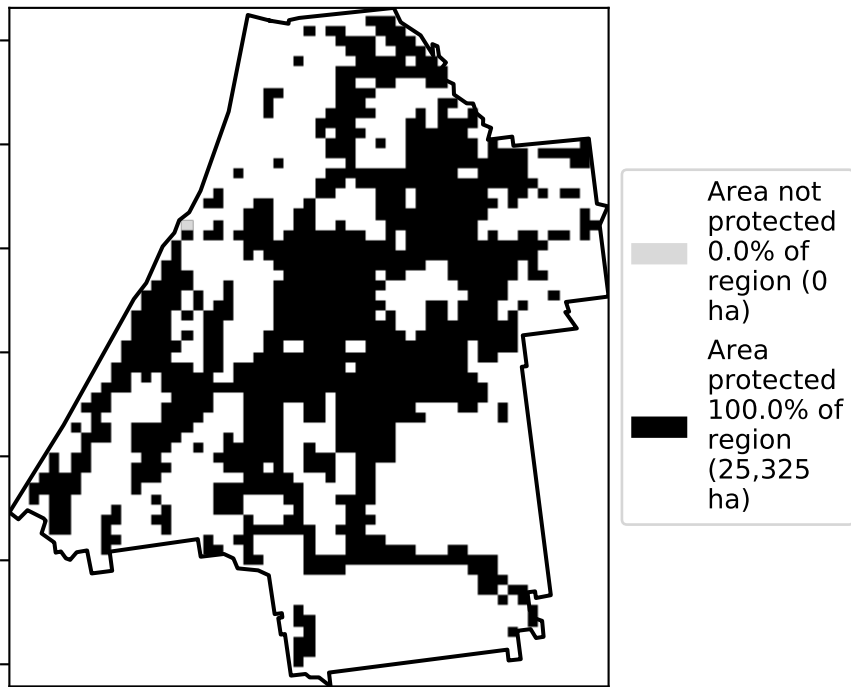 Area not
protected
0.0% of
region (0
ha)
Area
protected
100.0% of
region
(25,325
ha)